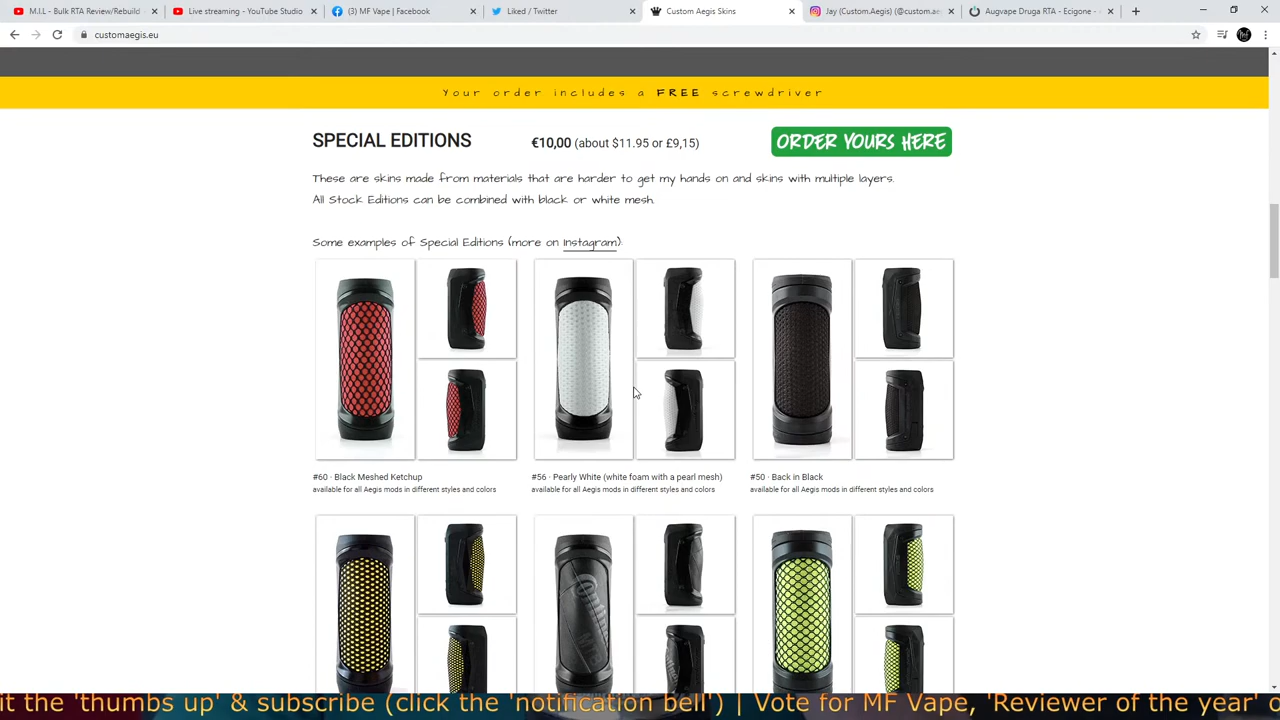 M.I.L - Bulk RTA Review/Rebuild
Live streaming - YouTube Studio
(3) MF Vape | Facebook
Liked / Twitter
Custom Aegis Skins
Jay (Custom.Aegis) (@custom.ae
Augvape Druga RTA - Ecigone -
customaegis.eu
Your order includes a FREE screwdriver
SPECIAL EDITIONS
€10,00 (about $11.95 or £9,15)
ORDER YOURS HERE
These are skins made from materials that are harder to get my hands on and skins with multiple layers.
All Stock Editions can be combined with black or white mesh.
Some examples of Special Editions (more on Instagram):
#60 · Black Meshed Ketchup
available for all Aegis mods in different styles and colors
#56 · Pearly White (white foam with a pearl mesh)
available for all Aegis mods in different styles and colors
#50 · Back in Black
available for all Aegis mods in different styles and colors
it the 'thumbs up' & subscribe (click the 'notification bell') | Vote for MF Vape, 'Reviewer of the year'